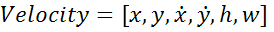 Velocity = [x, y, ẋ, ẏ, h, w]